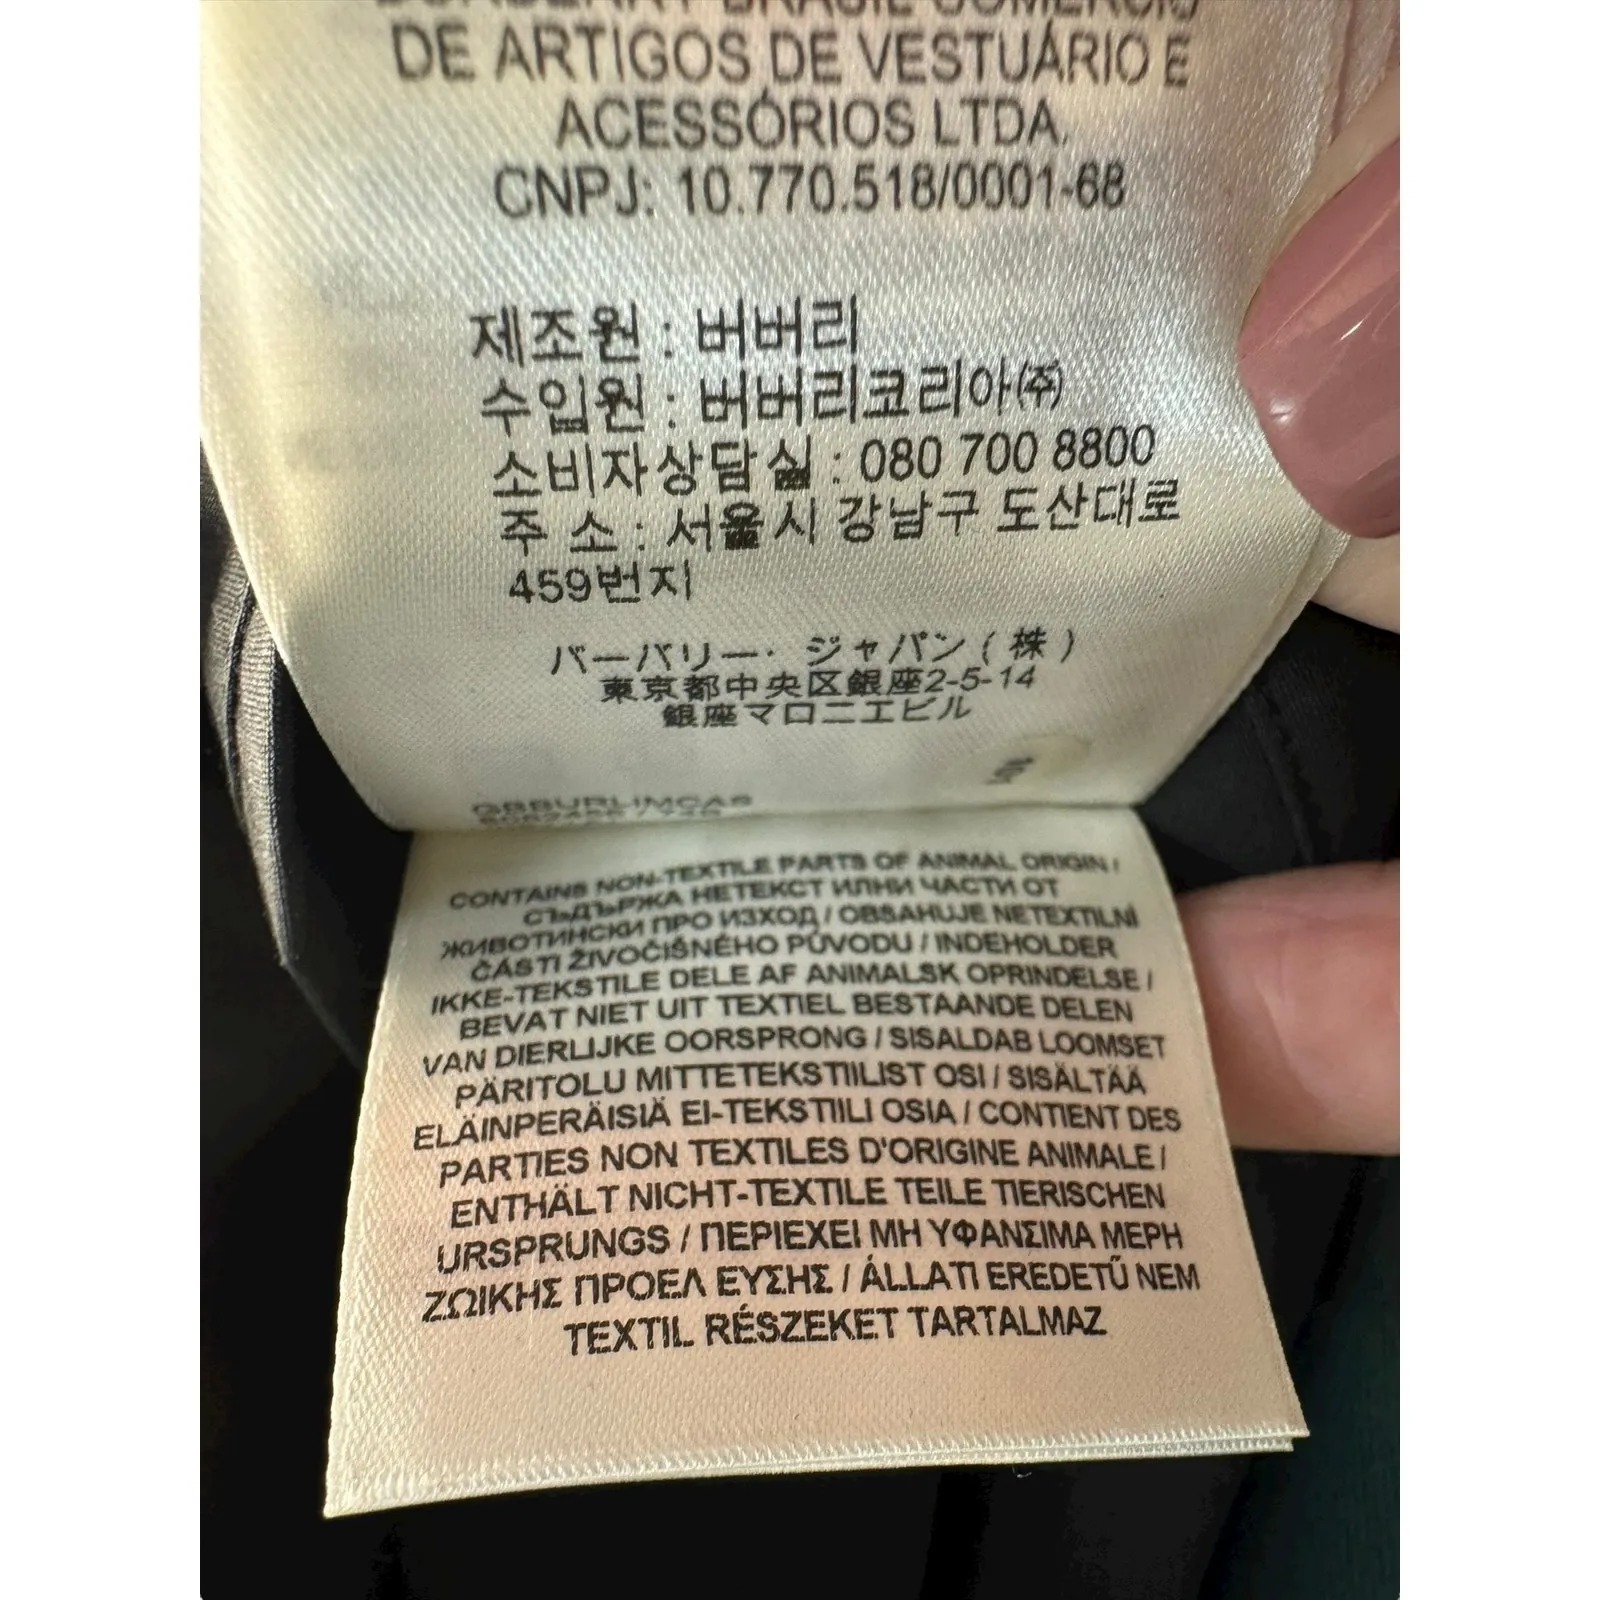 BURBERRY BRASIL COMÉRCIO
DE ARTIGOS DE VESTUÁRIO E
ACESSÓRIOS LTDA.
CNPJ: 10.770.518/0001-68
제조원 : 버버리
수입원 : 버버리코리아㈜
소비자상담실 : 080 700 8800
주 소 : 서울시 강남구 도산대로
459번지
バーバリー・ジャパン(株)
東京都中央区銀座2-5-14
銀座マロニエビル
GBBURLIMCAS
CONTAINS NON-TEXTILE PARTS OF ANIMAL ORIGIN /
СЪДЪРЖА НЕТЕКСТ ИЛНИ ЧАСТИ ОТ
ЖИВОТИНСКИ ПРО ИЗХОД / OBSAHUJE NETEXTILNÍ
ČÁSTI ŽIVOČIŠNÉHO PŮVODU / INDEHOLDER
IKKE-TEKSTILE DELE AF ANIMALSK OPRINDELSE /
BEVAT NIET UIT TEXTIEL BESTAANDE DELEN
VAN DIERLIJKE OORSPRONG / SISALDAB LOOMSET
PÄRITOLU MITTETEKSTIILIST OSI / SISÄLTÄÄ
ELÄINPERÄISIÄ EI-TEKSTIILI OSIA / CONTIENT DES
PARTIES NON TEXTILES D'ORIGINE ANIMALE /
ENTHÄLT NICHT-TEXTILE TEILE TIERISCHEN
URSPRUNGS / ΠΕΡΙΕΧΕΙ ΜΗ ΥΦΑΝΣΙΜΑ ΜΕΡΗ
ΖΩΙΚΗΣ ΠΡΟΕΛ ΕΥΣΗΣ / ÁLLATI EREDETŰ NEM
TEXTIL RÉSZEKET TARTALMAZ